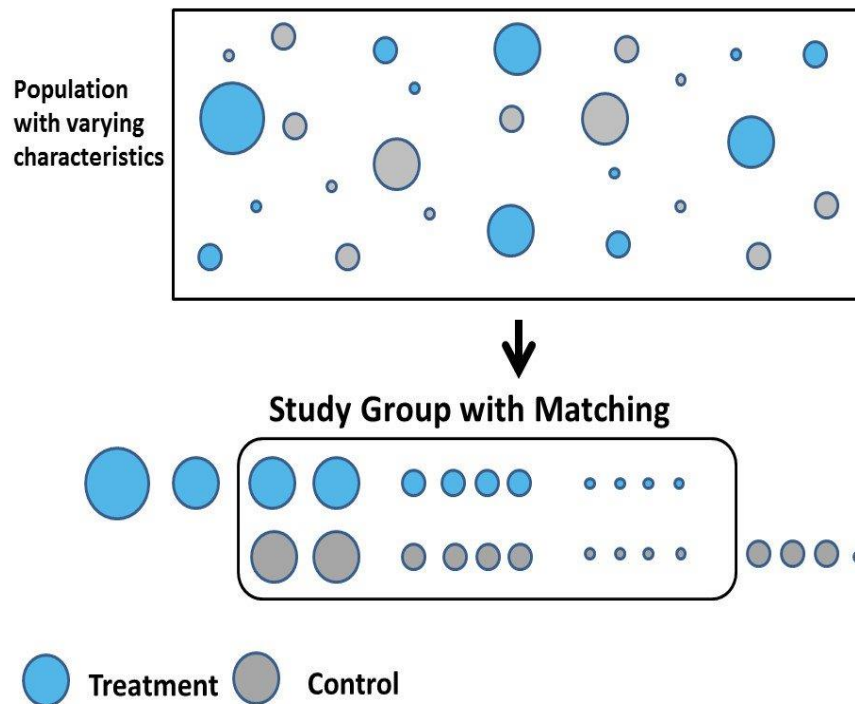 Population
with varying
characteristics
Study Group with Matching
Treatment
Control